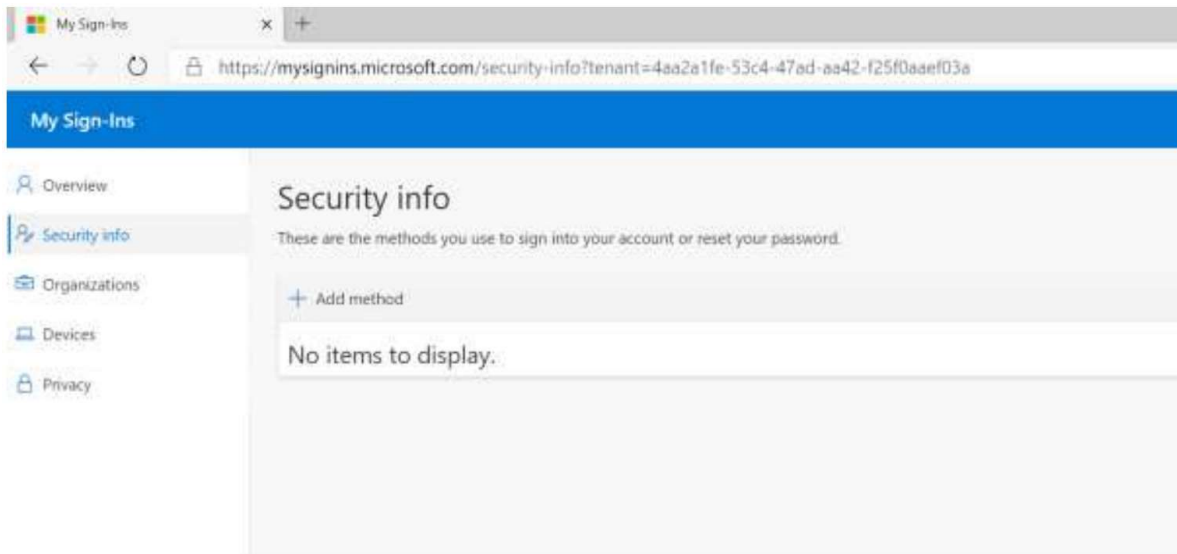 My Sign-Ins
https://mysignins.microsoft.com/security-info?tenant=4aa2a1fe-53c4-47ad-aa42-f25f0aaef03a
My Sign-Ins
Overview
Security info
Organizations
Devices
Privacy
Security info
These are the methods you use to sign into your account or reset your password.
Add method
No items to display.